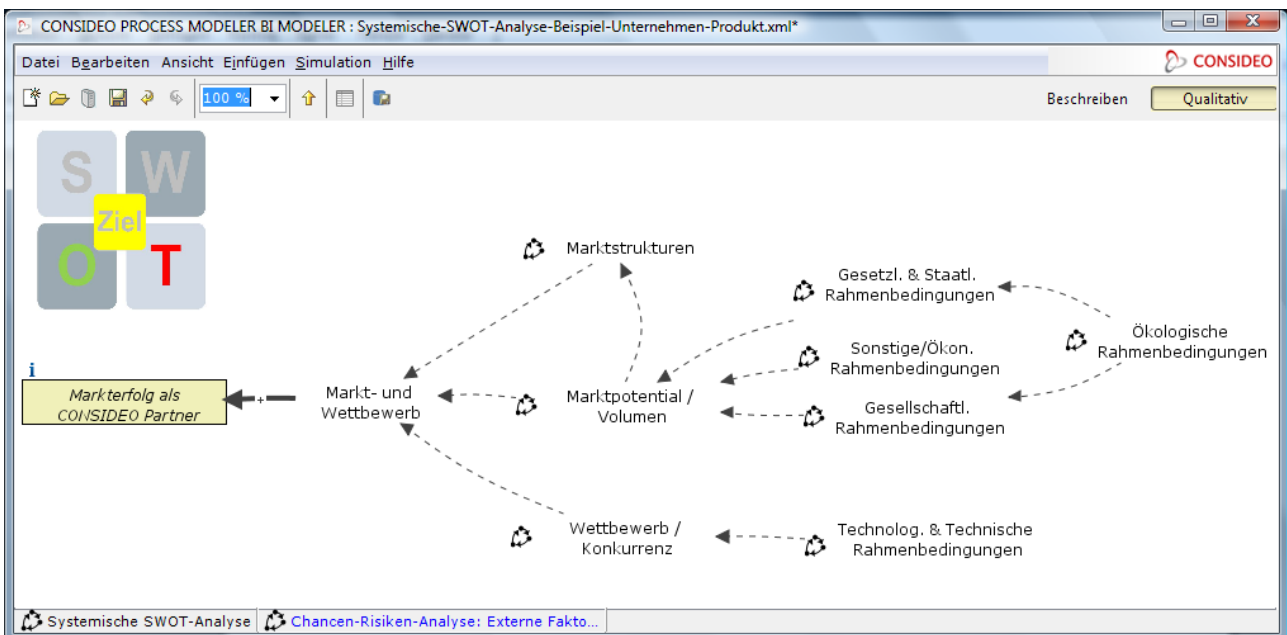 CONSIDEO PROCESS MODELER BI MODELER : Systemische-SWOT-Analyse-Beispiel-Unternehmen-Produkt.xml*
Datei Bearbeiten Ansicht Einfügen Simulation Hilfe
CONSIDEO
100 %
Beschreiben
Qualitativ
S W
Ziel
O T
Marktstrukturen
Gesetzl. & Staatl.
Rahmenbedingungen
Ökologische
Rahmenbedingungen
Sonstige/Ökon.
Rahmenbedingungen
i
Markterfolg als
CONSIDEO Partner
+
Markt- und
Wettbewerb
Marktpotential /
Volumen
Gesellschaftl.
Rahmenbedingungen
Wettbewerb /
Konkurrenz
Technolog. & Technische
Rahmenbedingungen
Systemische SWOT-Analyse
Chancen-Risiken-Analyse: Externe Fakto...